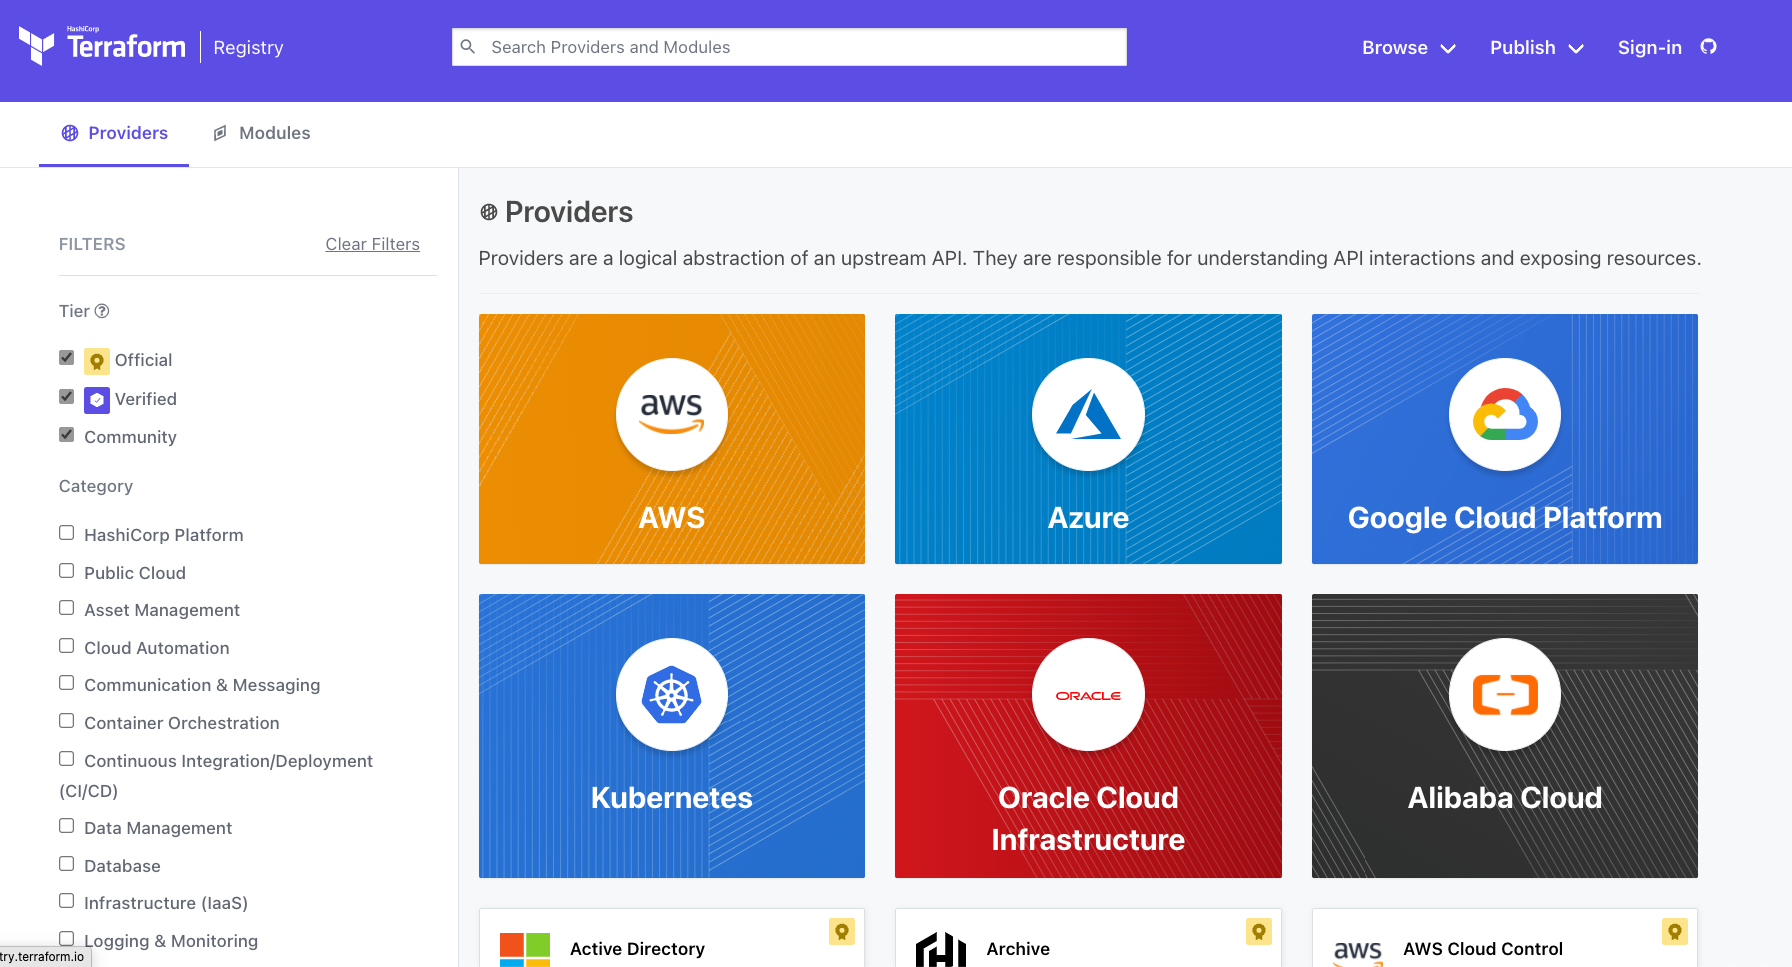 HashiCorp
Terraform
Registry
Search Providers and Modules
Browse
Publish
Sign-in
Providers
Modules
FILTERS
Clear Filters
Tier
Official
Verified
Community
Category
HashiCorp Platform
Public Cloud
Asset Management
Cloud Automation
Communication & Messaging
Container Orchestration
Continuous Integration/Deployment
(CI/CD)
Data Management
Database
Infrastructure (IaaS)
Logging & Monitoring
try.terraform.io
Providers
Providers are a logical abstraction of an upstream API. They are responsible for understanding API interactions and exposing resources.
aws
AWS
Azure
Google Cloud Platform
Kubernetes
ORACLE
Oracle Cloud
Infrastructure
Alibaba Cloud
Active Directory
Archive
aws
AWS Cloud Control